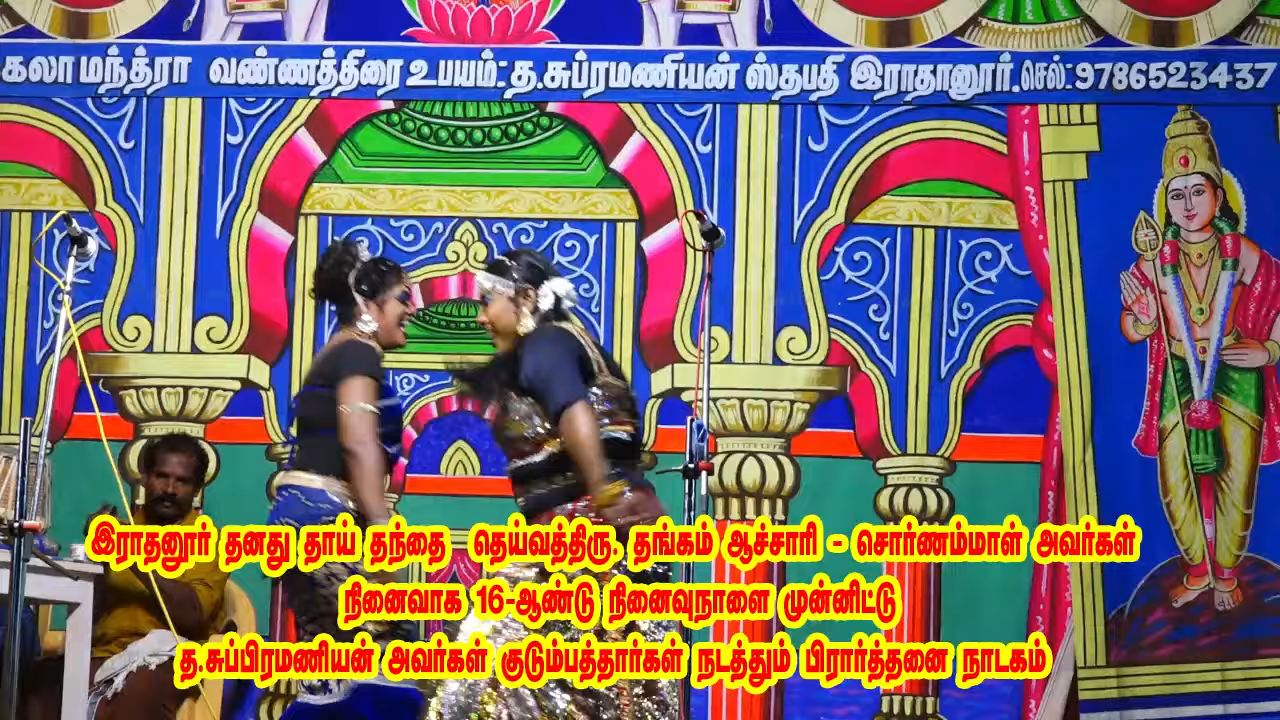 கலா மந்த்ரா வண்ணத்திரை உபயம்:-த.சுப்ரமணியன் ஸ்தபதி இராதானூர்.செல்:-9786523437
இராதனூர் தனது தாய் தந்தை தெய்வத்திரு. தங்கம் ஆச்சாரி - சொர்ணம்மாள் அவர்கள்
நினைவாக 16-ஆண்டு நினைவுநாளை முன்னிட்டு
த.சுப்பிரமணியன் அவர்கள் குடும்பத்தார்கள் நடத்தும் பிரார்த்தனை நாடகம்